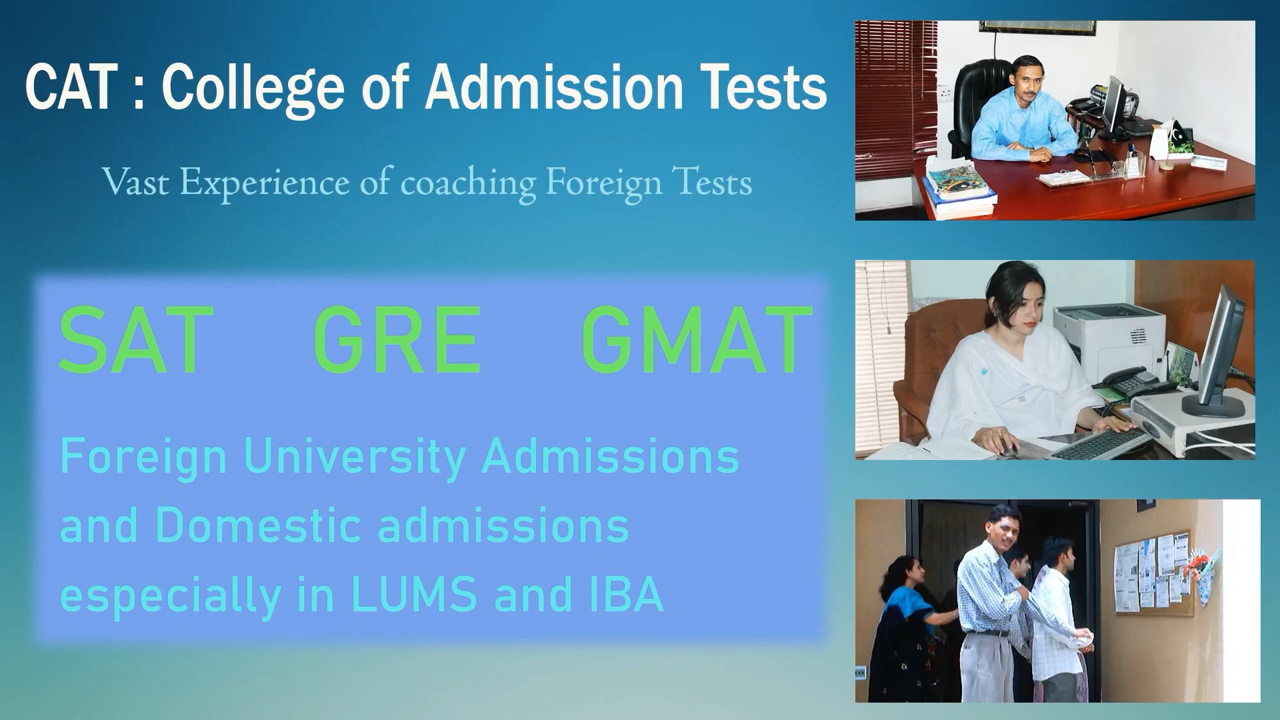 CAT : College of Admission Tests
Vast Experience of coaching Foreign Tests
SAT GRE GMAT
Foreign University Admissions
and Domestic admissions
especially in LUMS and IBA